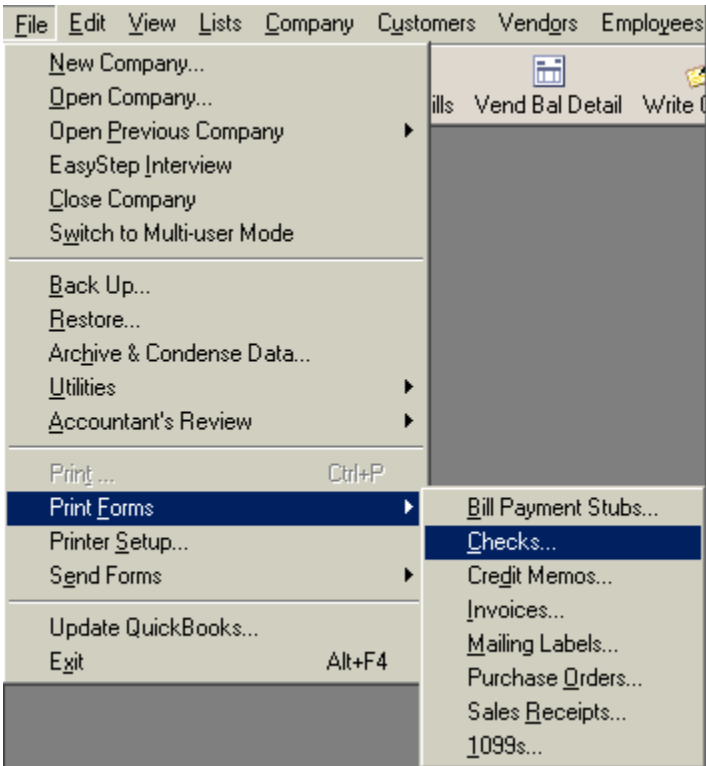 File Edit View Lists Company Customers Vendors Employees
New Company...
Open Company...
ills Vend Bal Detail Write
Open Previous Company
EasyStep Interview
Close Company
Switch to Multi-user Mode
Back Up...
Restore...
Archive & Condense Data...
Utilities
Accountant's Review
Print ... Ctrl+P
Print Forms
Bill Payment Stubs...
Printer Setup...
Checks...
Send Forms
Credit Memos...
Invoices...
Update QuickBooks...
Mailing Labels...
Exit Alt+F4
Purchase Orders...
Sales Receipts...
1099s...